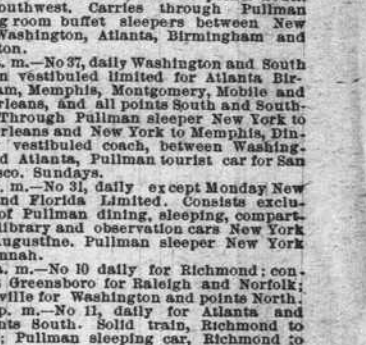 outhwest. Carries through Pullman
g room buffet sleepers between New
Washington, Atlanta, Birmingham and
ton.
. m.—No 37, daily Washington and South
n vestibuled limited for Atlanta Bir-
am, Memphis, Montgomery, Mobile and
rleans, and all points South and South-
Through Pullman sleeper New York to
rleans and New York to Memphis, Din-
vestibuled coach, between Washing-
d Atlanta, Pullman tourist car for San
sco. Sundays.
. m.—No 31, daily except Monday New
nd Florida Limited. Consists exclu-
of Pullman dining, sleeping, compart-
library and observation cars New York
ugustine. Pullman sleeper New York
nnah.
. m.—No 10 daily for Richmond; con-
s Greensboro for Raleigh and Norfolk;
ville for Washington and points North.
p. m.—No 11, daily for Atlanta and
nts South. Solid train, Richmond to
; Pullman sleeping car, Richmond to